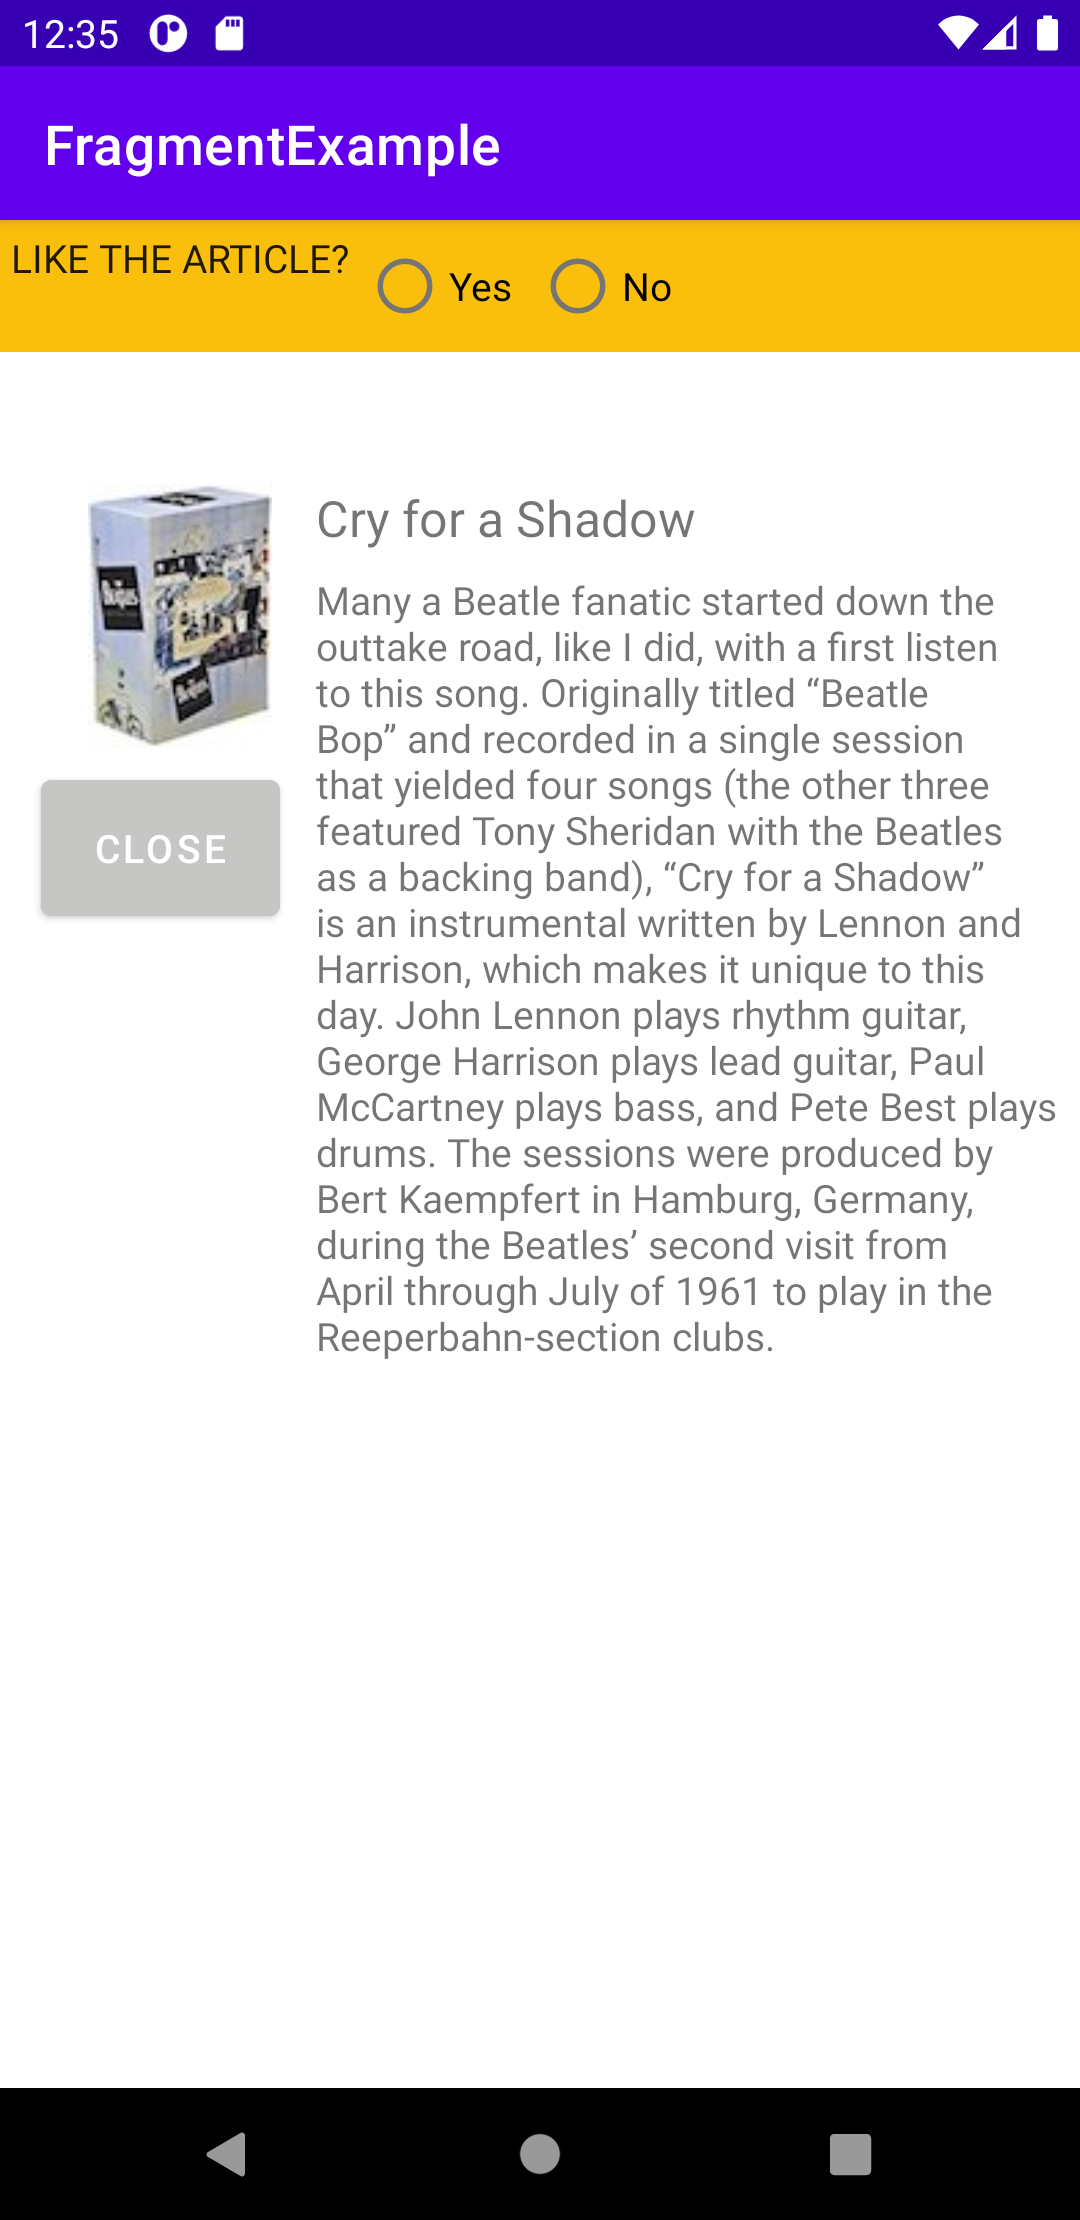 12:35
FragmentExample
LIKE THE ARTICLE?
Yes
No
Cry for a Shadow
Many a Beatle fanatic started down the
outtake road, like I did, with a first listen
to this song. Originally titled “Beatle
Bop” and recorded in a single session
that yielded four songs (the other three
featured Tony Sheridan with the Beatles
as a backing band), “Cry for a Shadow”
is an instrumental written by Lennon and
Harrison, which makes it unique to this
day. John Lennon plays rhythm guitar,
George Harrison plays lead guitar, Paul
McCartney plays bass, and Pete Best plays
drums. The sessions were produced by
Bert Kaempfert in Hamburg, Germany,
during the Beatles’ second visit from
April through July of 1961 to play in the
Reeperbahn-section clubs.
CLOSE